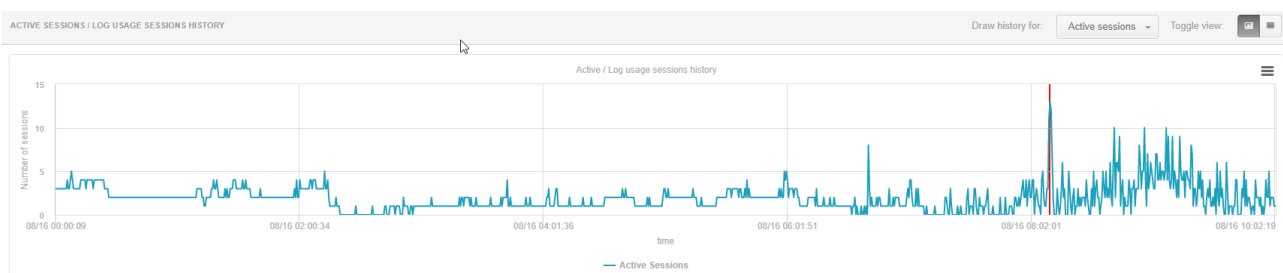 ACTIVE SESSIONS / LOG USAGE SESSIONS HISTORY
Draw history for: Active sessions Toggle view:
Active / Log usage sessions history
Number of sessions
15
10
5
0
08/16 00:00:09 08/16 02:00:34 08/16 04:01:36 08/16 06:01:51 08/16 08:02:01 08/16 10:02:19
time
Active Sessions